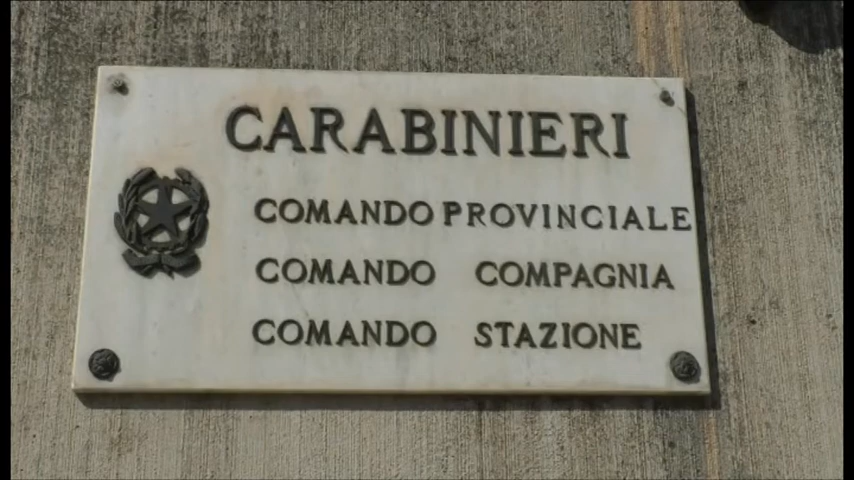 CARABINIERI
COMANDO PROVINCIALE
COMANDO COMPAGNIA
COMANDO STAZIONE